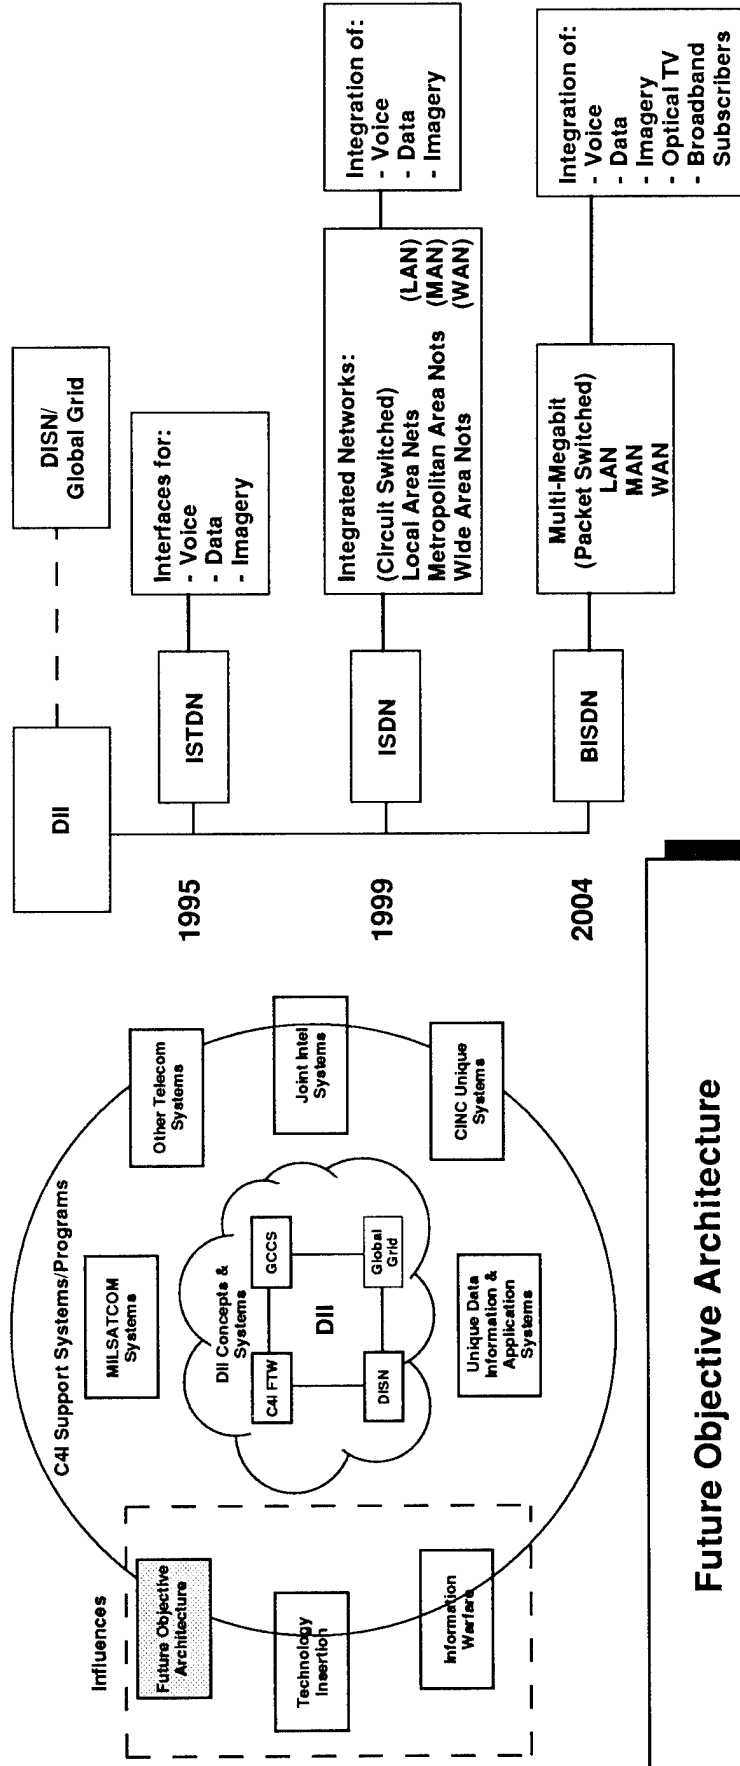 Influences
Future Objective
Architecture
Technology
Insertion
Information
Warfare
C4I Support Systems/Programs
MILSATCOM
Systems
Other Telecom
Systems
Joint Intel
Systems
CINC Unique
Systems
Unique Data
Information &
Application
Systems
DII Concepts &
Systems
C4I FTW
GCCS
DII
DISN
Global
Grid
DII
DISN/
Global Grid
1995
ISTDN
Interfaces for:
- Voice
- Data
- Imagery
1999
ISDN
Integrated Networks:
(Circuit Switched)
Local Area Nets (LAN)
Metropolitan Area Nots (MAN)
Wide Area Nots (WAN)
Integration of:
- Voice
- Data
- Imagery
2004
BISDN
Multi-Megabit
(Packet Switched)
LAN
MAN
WAN
Integration of:
- Voice
- Data
- Imagery
- Optical TV
- Broadband
Subscribers
Future Objective Architecture